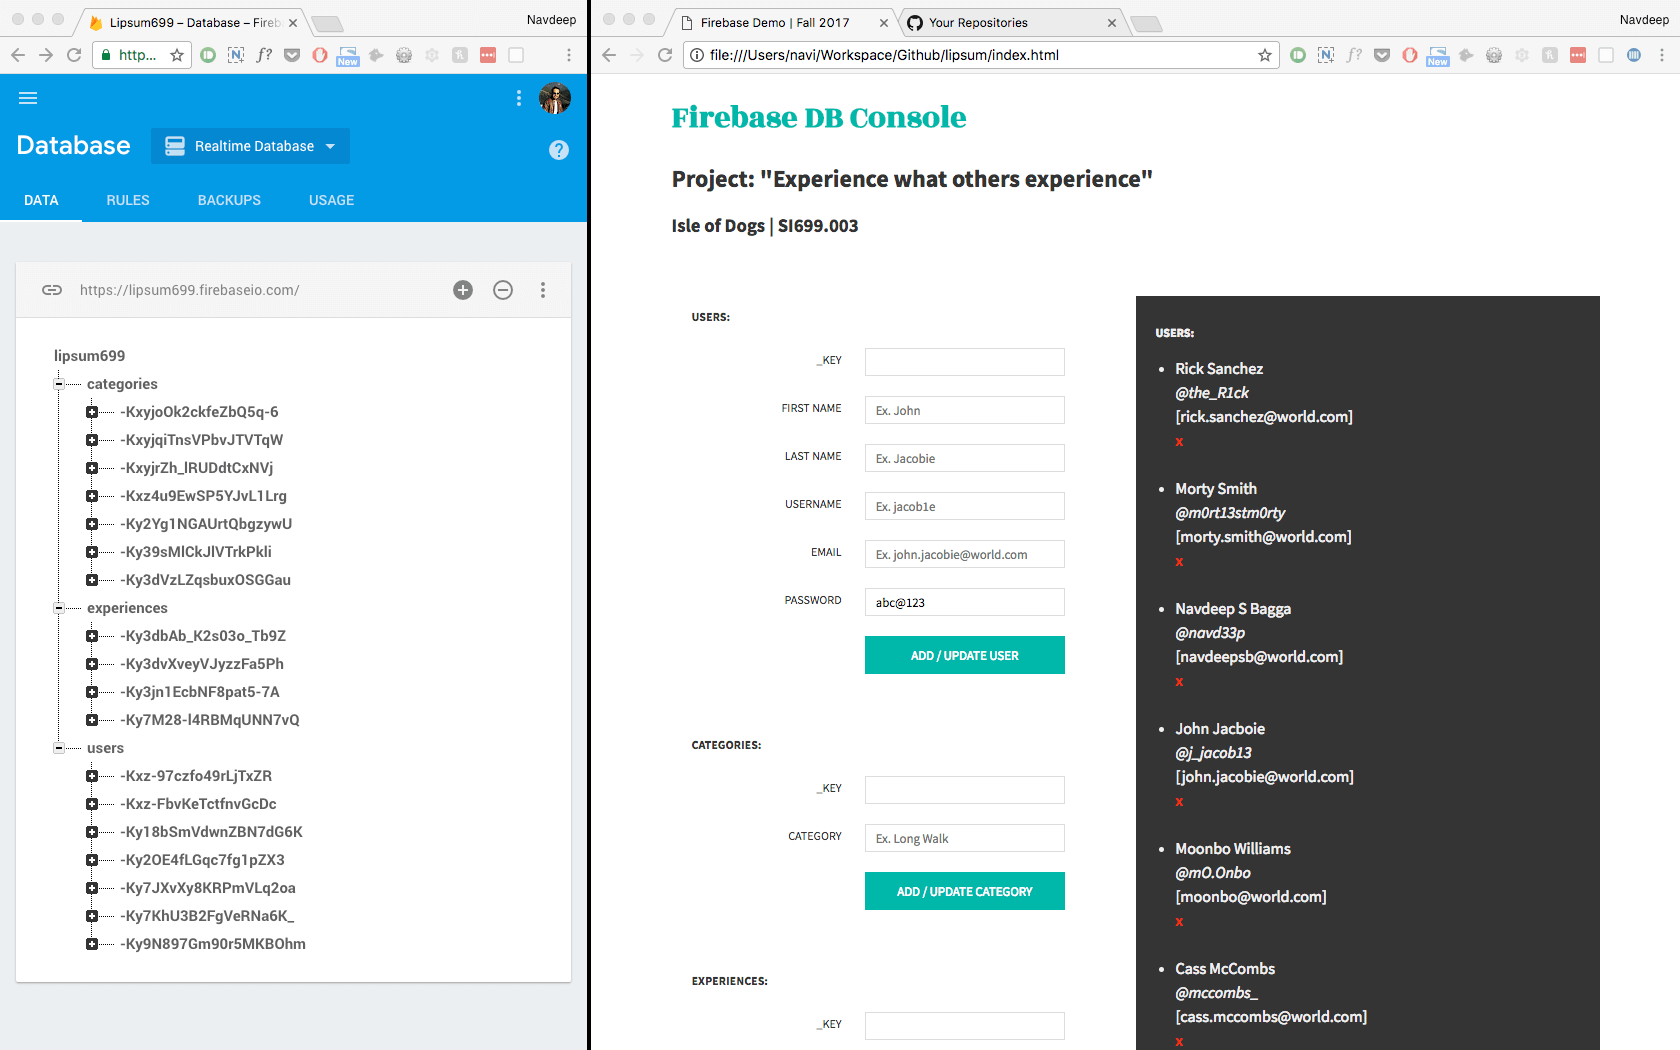 Lipsum699 – Database – Fireb
Navdeep
http...
New
Database
Realtime Database
?
DATA
RULES
BACKUPS
USAGE
https://lipsum699.firebaseio.com/
lipsum699
categories
-KxyjoOk2ckfeZbQ5q-6
-KxyjqiTnsVPbvJTVTqW
-KxyjrZh_lRUDdtCxNVj
-Kxz4u9EwSP5YJvL1Lrg
-Ky2Yg1NGAUrtQbgzywU
-Ky39sMlCkJlVTrkPkli
-Ky3dVzLZqsbuxOSGGau
experiences
-Ky3dbAb_K2s03o_Tb9Z
-Ky3dvXveyVJyzzFa5Ph
-Ky3jn1EcbNF8pat5-7A
-Ky7M28-l4RBMqUNN7vQ
users
-Kxz-97czfo49rLjTxZR
-Kxz-FbvKeTctfnvGcDc
-Ky18bSmVdwnZBN7dG6K
-Ky2OE4fLGqc7fg1pZX3
-Ky7JXvXy8KRPmVLq2oa
-Ky7KhU3B2FgVeRNa6K_
-Ky9N897Gm90r5MKBOhm
Firebase Demo | Fall 2017
Your Repositories
Navdeep
file:///Users/navi/Workspace/Github/lipsum/index.html
New
Firebase DB Console
Project: "Experience what others experience"
Isle of Dogs | SI699.003
USERS:
_KEY
FIRST NAME
Ex. John
LAST NAME
Ex. Jacobie
USERNAME
Ex. jacob1e
EMAIL
Ex. john.jacobie@world.com
PASSWORD
abc@123
ADD / UPDATE USER
CATEGORIES:
_KEY
CATEGORY
Ex. Long Walk
ADD / UPDATE CATEGORY
EXPERIENCES:
_KEY
USERS:
Rick Sanchez
@the_R1ck
[rick.sanchez@world.com]
x
Morty Smith
@m0rt13stm0rty
[morty.smith@world.com]
x
Navdeep S Bagga
@navd33p
[navdeepsb@world.com]
x
John Jacboie
@j_jacob13
[john.jacobie@world.com]
x
Moonbo Williams
@mO.Onbo
[moonbo@world.com]
x
Cass McCombs
@mccombs_
[cass.mccombs@world.com]
x